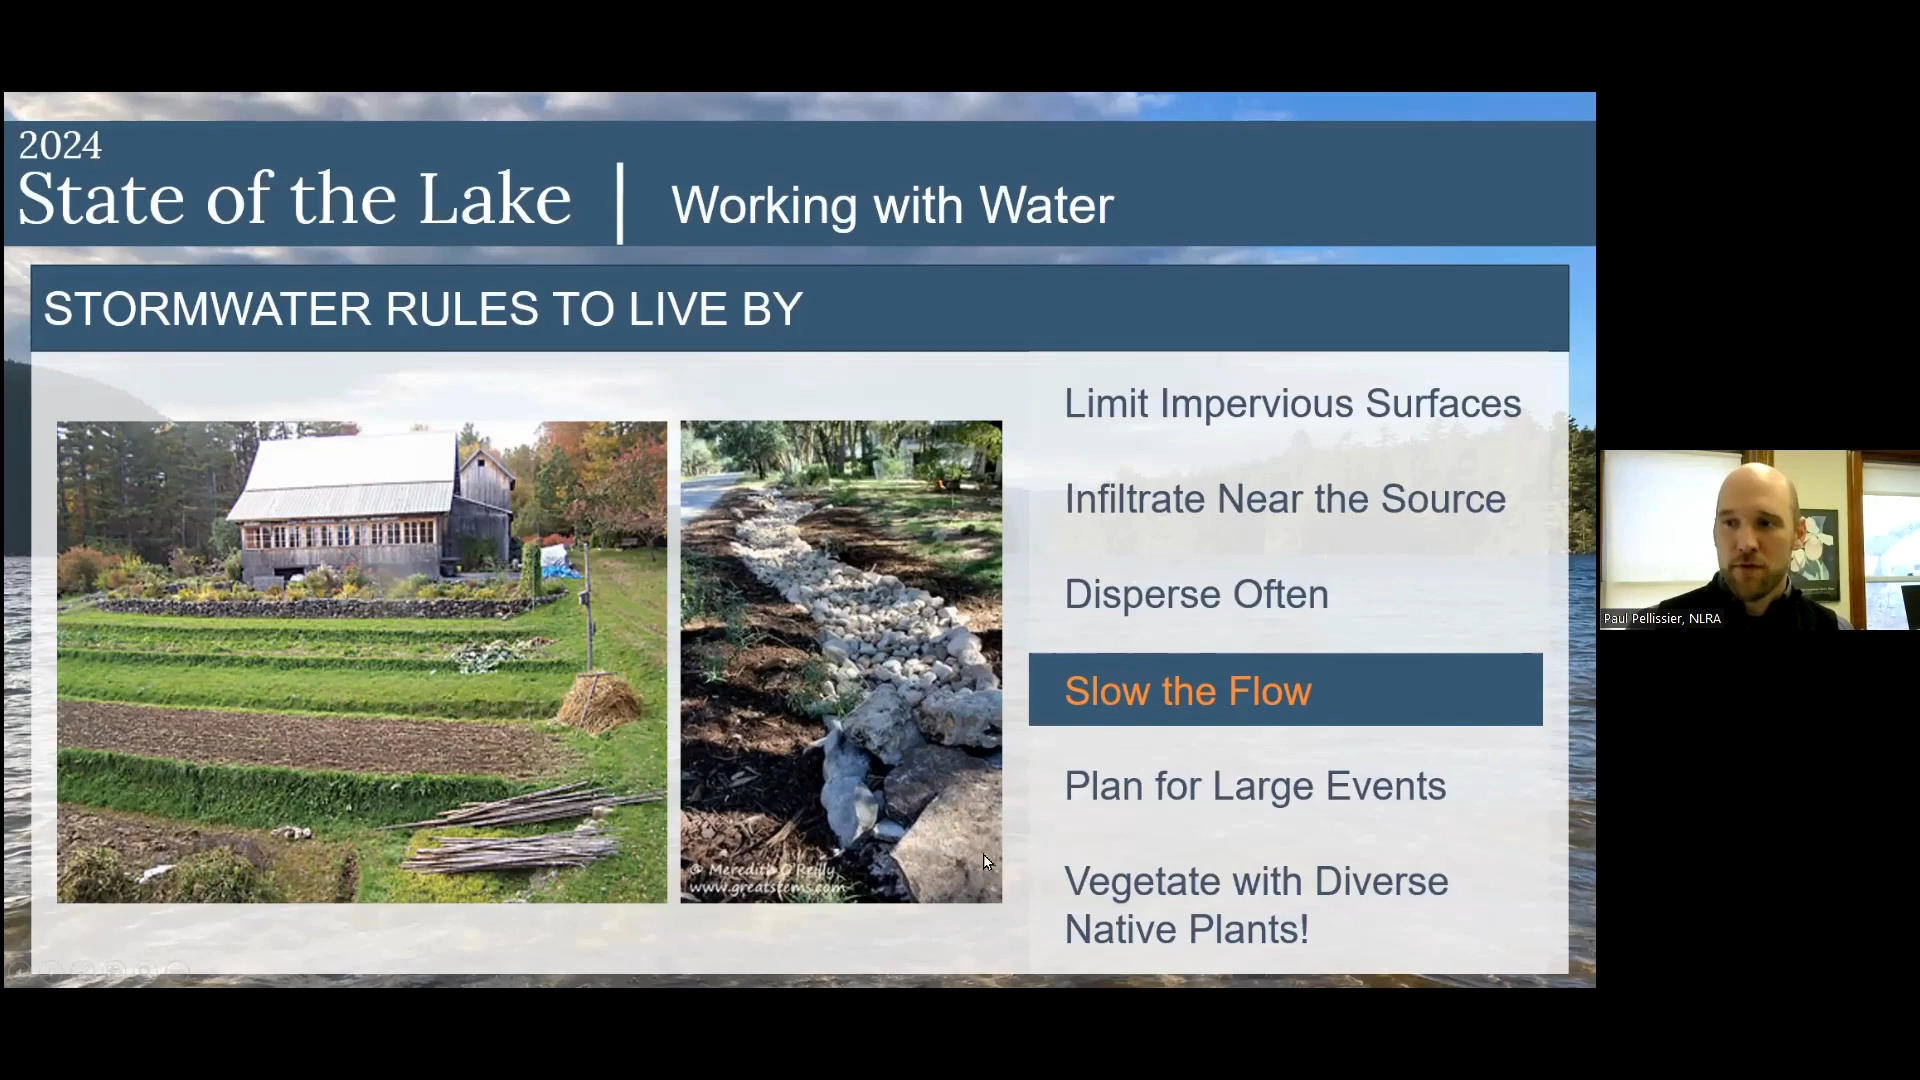 2024
State of the Lake | Working with Water
STORMWATER RULES TO LIVE BY
Limit Impervious Surfaces
Infiltrate Near the Source
Disperse Often
Slow the Flow
Plan for Large Events
Vegetate with Diverse
Native Plants!
© Meredith O'Reilly
www.greatstems.com
Paul Pellissier, NLRA